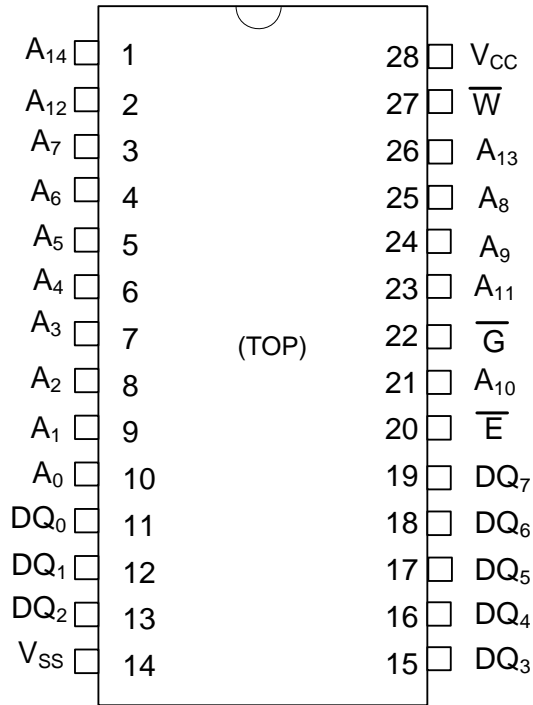 A₁₄ 1 28 V_CC
A₁₂ 2 27 W̅
A₇ 3 26 A₁₃
A₆ 4 25 A₈
A₅ 5 24 A₉
A₄ 6 23 A₁₁
A₃ 7 (TOP) 22 G̅
A₂ 8 21 A₁₀
A₁ 9 20 E̅
A₀ 10 19 DQ₇
DQ₀ 11 18 DQ₆
DQ₁ 12 17 DQ₅
DQ₂ 13 16 DQ₄
V_SS 14 15 DQ₃